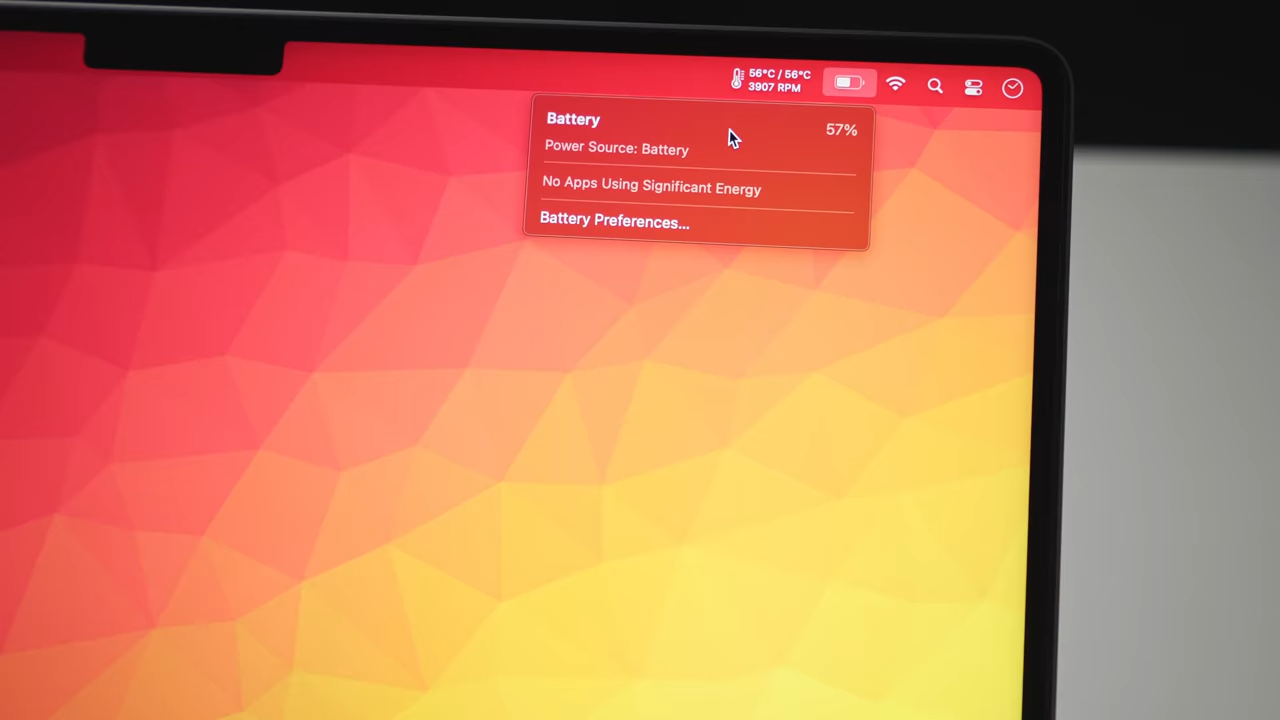 56°C / 56°C
3907 RPM
Battery
57%
Power Source: Battery
No Apps Using Significant Energy
Battery Preferences...